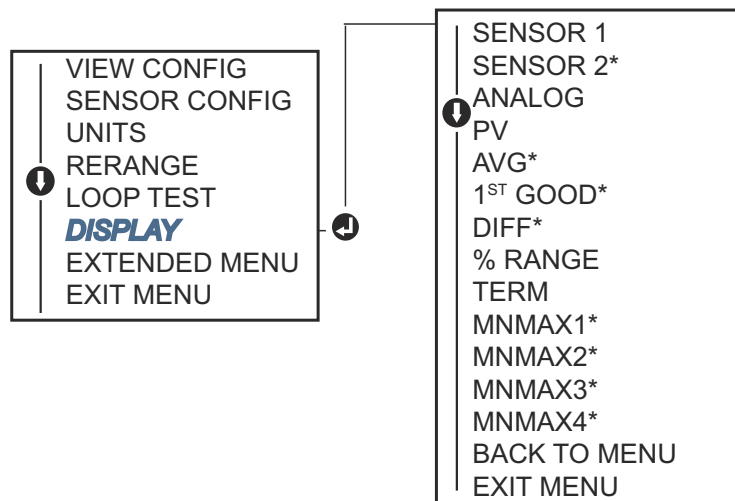 VIEW CONFIG
SENSOR CONFIG
UNITS
RERANGE
LOOP TEST
DISPLAY
EXTENDED MENU
EXIT MENU
SENSOR 1
SENSOR 2*
ANALOG
PV
AVG*
1ST GOOD*
DIFF*
% RANGE
TERM
MNMAX1*
MNMAX2*
MNMAX3*
MNMAX4*
BACK TO MENU
EXIT MENU